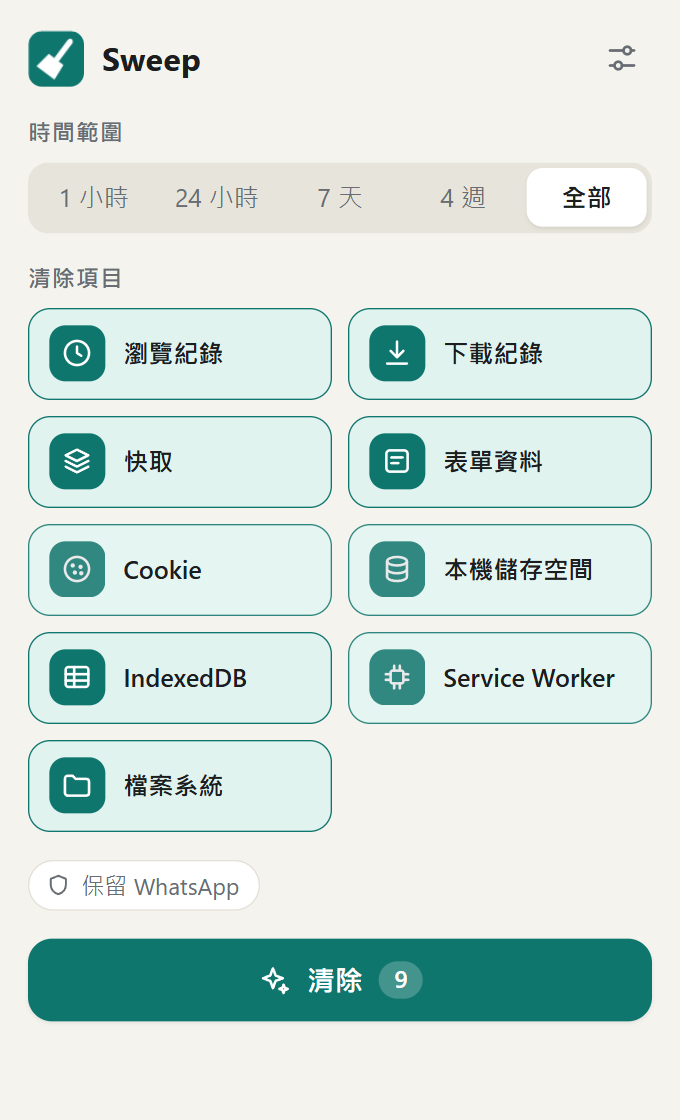 Sweep
時間範圍
1 小時 24 小時 7 天 4 週 全部
清除項目
瀏覽紀錄 下載紀錄
快取 表單資料
Cookie 本機儲存空間
IndexedDB Service Worker
檔案系統
保留 WhatsApp
清除 9